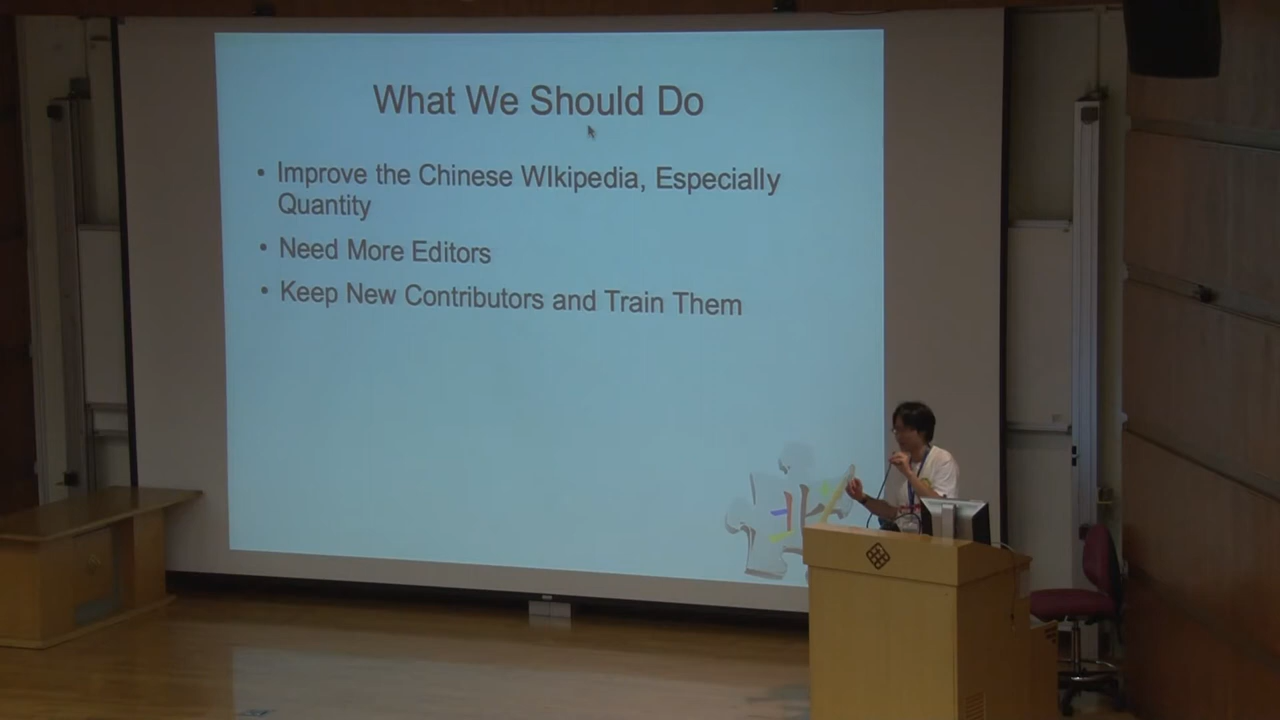 What We Should Do
• Improve the Chinese WIkipedia, Especially
Quantity
• Need More Editors
• Keep New Contributors and Train Them